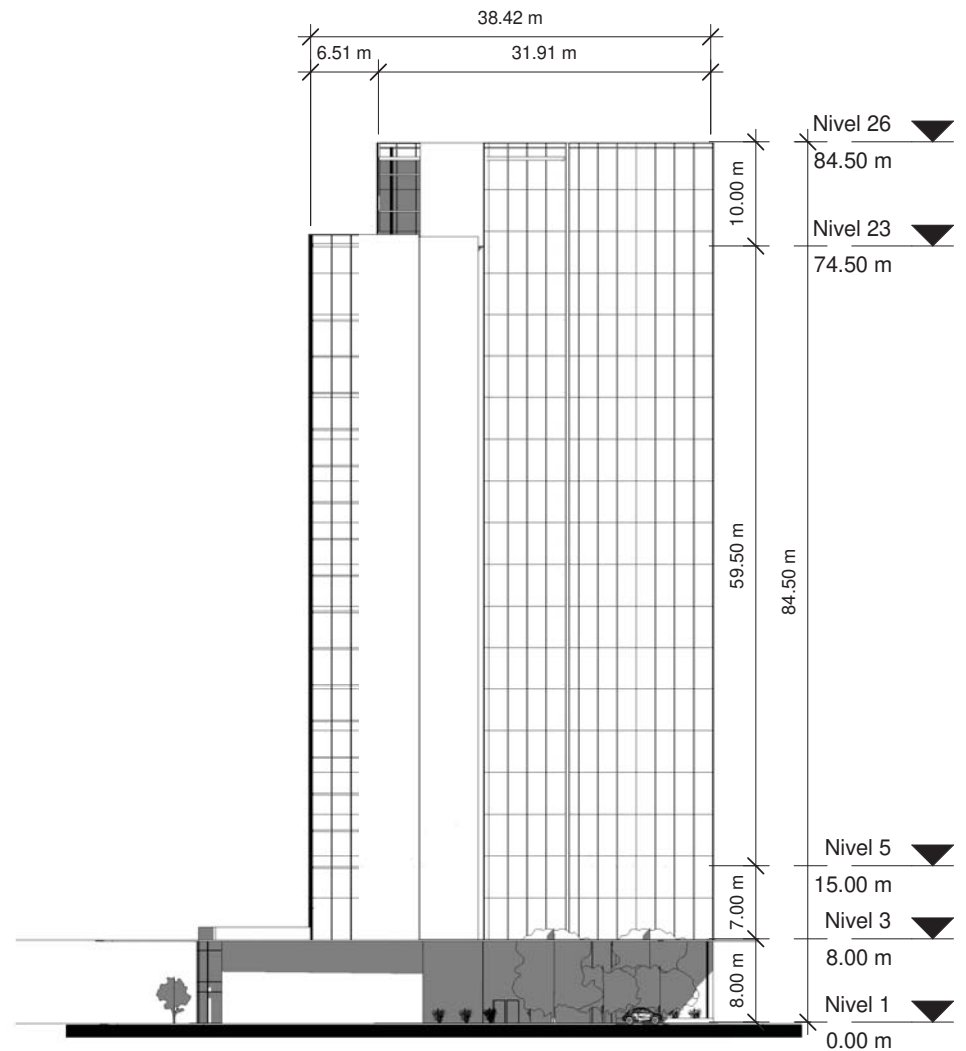 38.42 m
6.51 m
31.91 m
Nivel 26
84.50 m
10.00 m
Nivel 23
74.50 m
59.50 m
84.50 m
Nivel 5
15.00 m
7.00 m
Nivel 3
8.00 m
8.00 m
Nivel 1
0.00 m